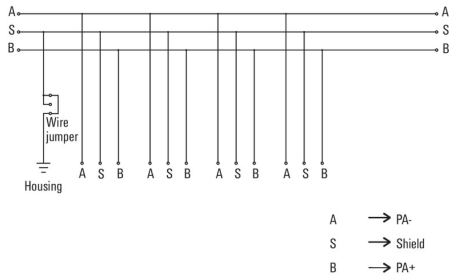 A A
S S
B B
Wire
jumper
Housing
A S B A S B A S B A S B
A → PA-
S → Shield
B → PA+